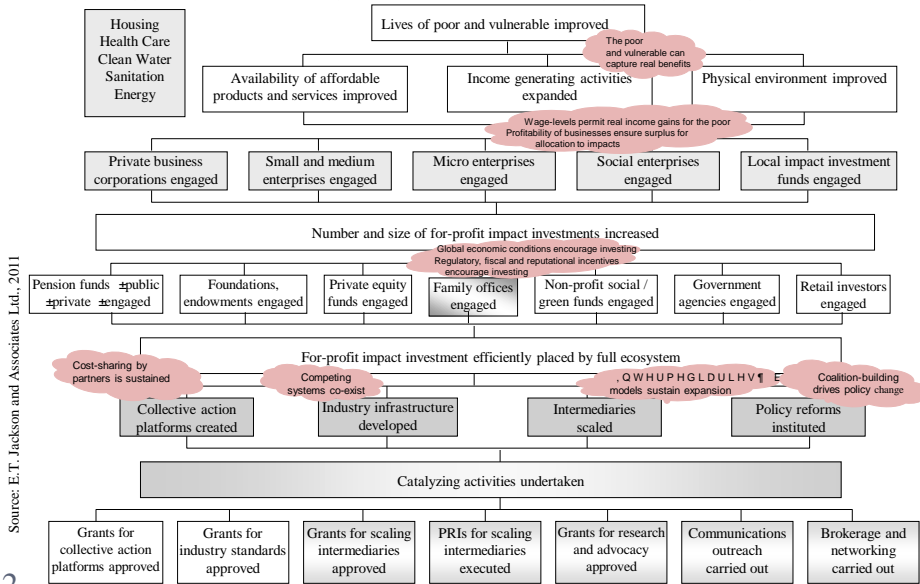 Housing
Health Care
Clean Water
Sanitation
Energy
Lives of poor and vulnerable improved
The poor
and vulnerable can
capture real benefits
Availability of affordable
products and services improved
Income generating activities
expanded
Physical environment improved
Wage-levels permit real income gains for the poor
Profitability of businesses ensure surplus for
allocation to impacts
Private business
corporations engaged
Small and medium
enterprises engaged
Micro enterprises
engaged
Social enterprises
engaged
Local impact investment
funds engaged
Number and size of for-profit impact investments increased
Global economic conditions encourage investing
Regulatory, fiscal and reputational incentives
encourage investing
Pension funds ±public
±private ±engaged
Foundations,
endowments engaged
Private equity
funds engaged
Family offices
engaged
Non-profit social /
green funds engaged
Government
agencies engaged
Retail investors
engaged
For-profit impact investment efficiently placed by full ecosystem
Cost-sharing by
partners is sustained
Competing
systems co-exist
,QWHUPHGLDULHV¶ E
models sustain expansion
Coalition-building
drives policy change
Collective action
platforms created
Industry infrastructure
developed
Intermediaries
scaled
Policy reforms
instituted
Catalyzing activities undertaken
Grants for
collective action
platforms approved
Grants for
industry standards
approved
Grants for scaling
intermediaries
approved
PRIs for scaling
intermediaries
executed
Grants for research
and advocacy
approved
Communications
outreach
carried out
Brokerage and
networking
carried out
Source: E.T. Jackson and Associates Ltd., 2011
2